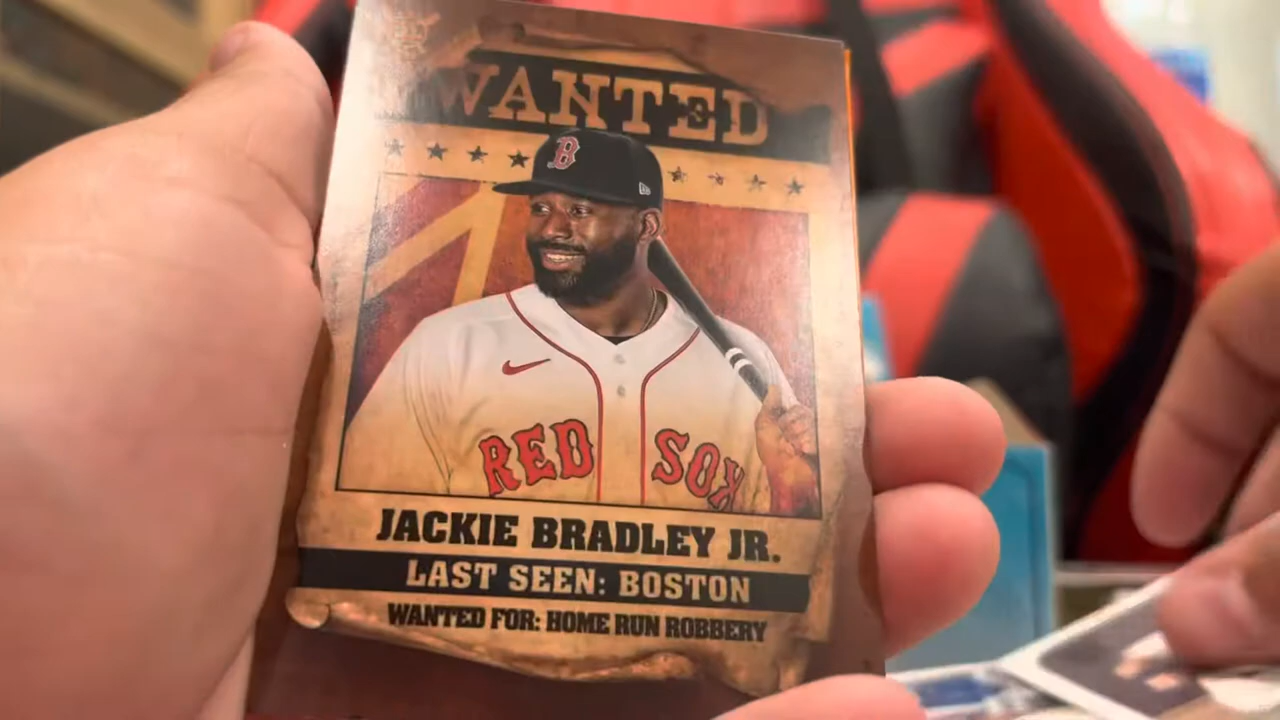 WANTED
B
RED SOX
JACKIE BRADLEY JR.
LAST SEEN: BOSTON
WANTED FOR: HOME RUN ROBBERY